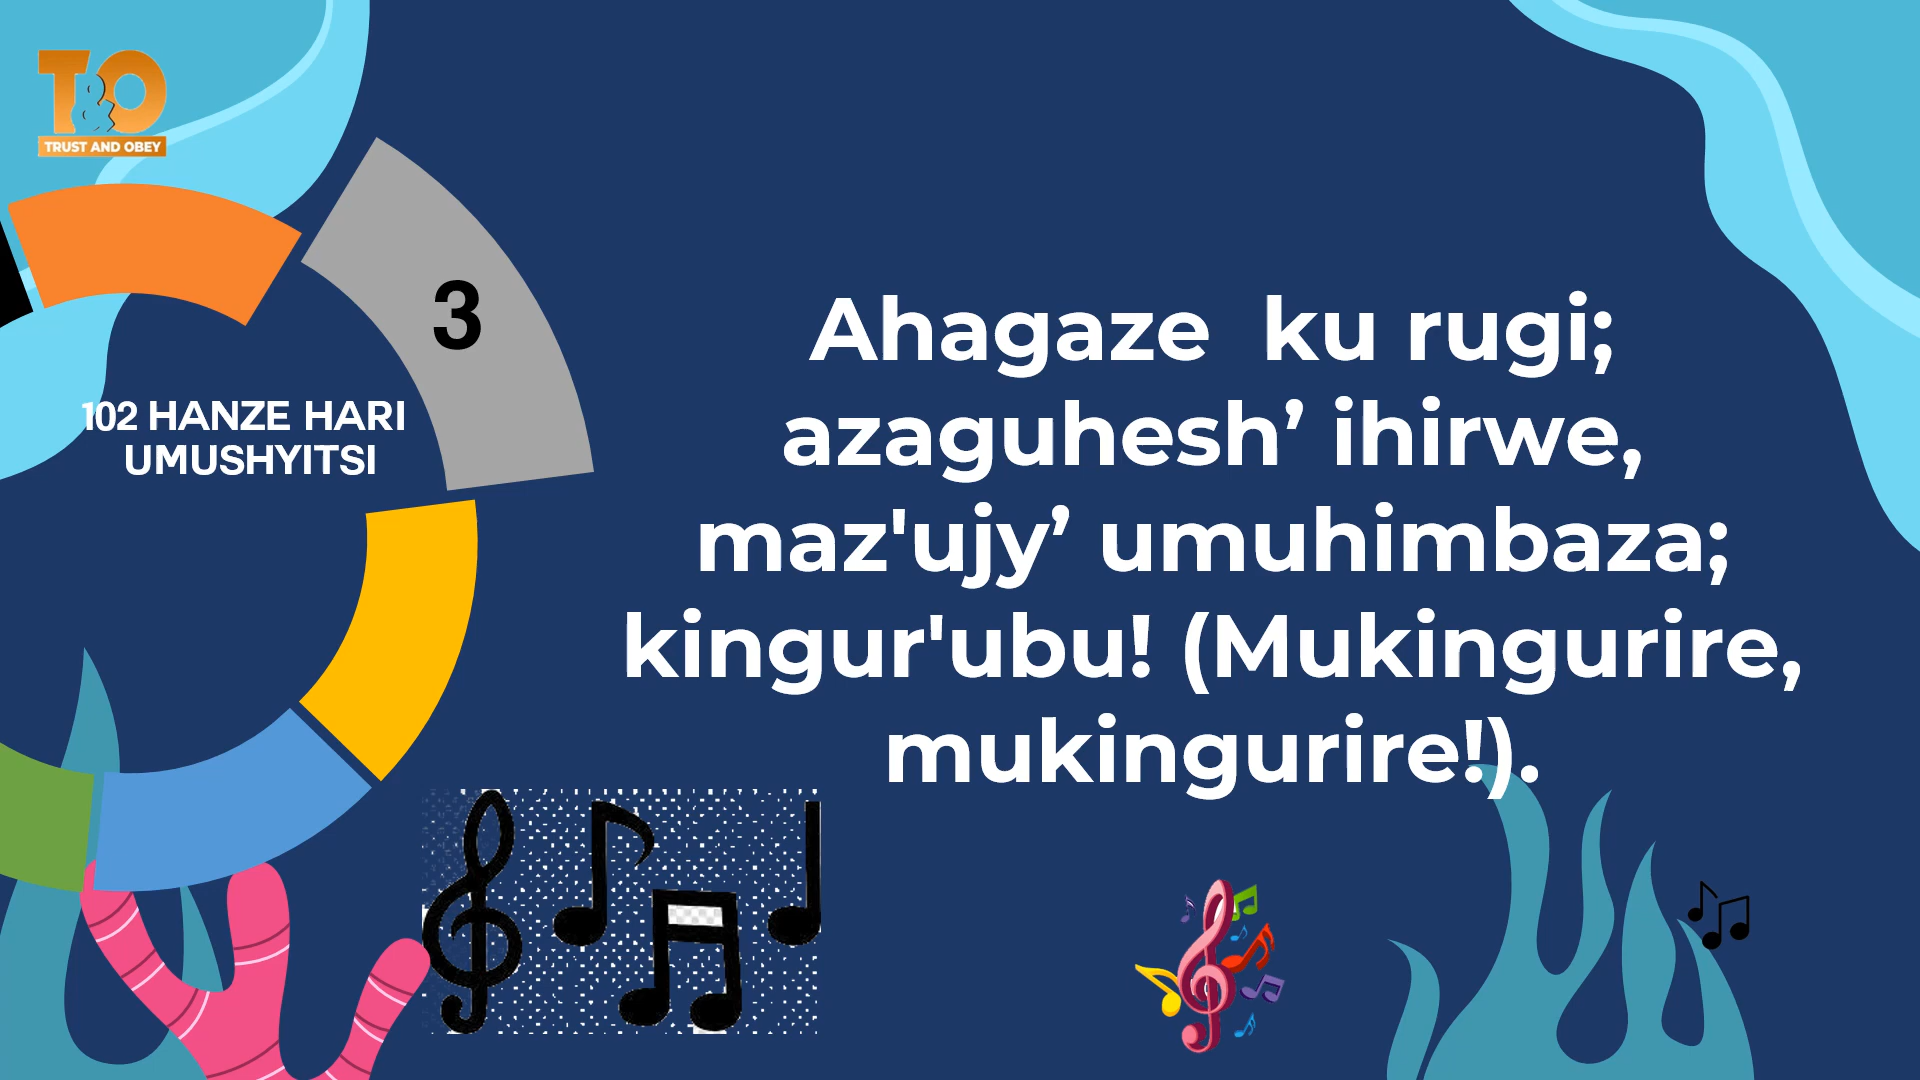 T&O
TRUST AND OBEY
3
102 HANZE HARI
UMUSHYITSI
Ahagaze  ku rugi;
azaguhesh’ ihirwe,
maz'ujy’ umuhimbaza;
kingur'ubu! (Mukingurire,
mukingurire!).